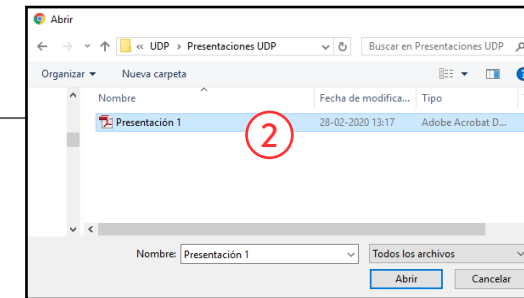 Abrir
« UDP › Presentaciones UDP
Buscar en Presentaciones UDP
Organizar
Nueva carpeta
Nombre Fecha de modifica... Tipo
Presentación 1 28-02-2020 13:17 Adobe Acrobat D...
2
Nombre: Presentación 1 Todos los archivos
Abrir Cancelar